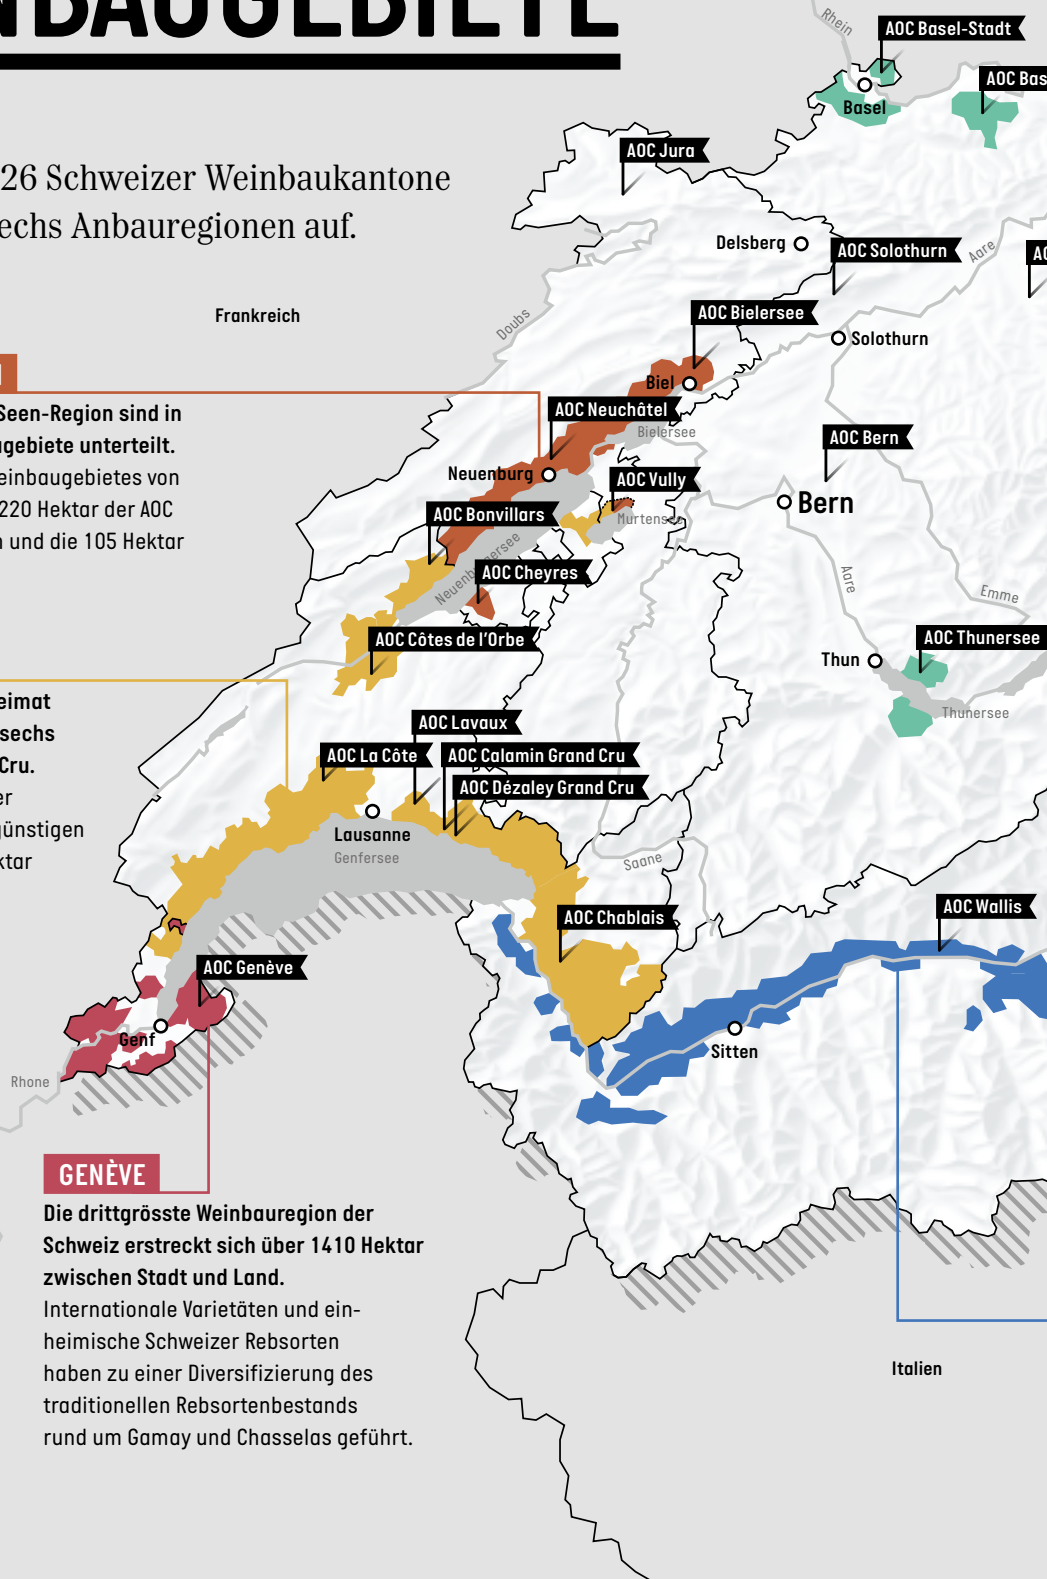 NBAUGEBIETE
26 Schweizer Weinbaukantone
echs Anbauregionen auf.
Rhein
AOC Basel-Stadt
AOC Bas
Basel
AOC Jura
Delsberg
AOC Solothurn
Aare
AO
Frankreich
Doubs
AOC Bielersee
Solothurn
Biel
Seen-Region sind in
gebiete unterteilt.
einbaugebietes von
220 Hektar der AOC
n und die 105 Hektar
AOC Neuchâtel
Bielersee
AOC Bern
Neuenburg
AOC Vully
Bern
AOC Bonvillars
Murtensee
Neuenburgersee
AOC Cheyres
Aare
Emme
AOC Côtes de l'Orbe
AOC Thunersee
Thun
Thunersee
eimat
sechs
Cru.
er
günstigen
ktar
AOC Lavaux
AOC La Côte
AOC Calamin Grand Cru
AOC Dézaley Grand Cru
Lausanne
Genfersee
Saane
AOC Chablais
AOC Wallis
AOC Genève
Genf
Sitten
Rhone
GENÈVE
Die drittgrösste Weinbauregion der
Schweiz erstreckt sich über 1410 Hektar
zwischen Stadt und Land.
Internationale Varietäten und ein-
heimische Schweizer Rebsorten
haben zu einer Diversifizierung des
traditionellen Rebsortenbestands
rund um Gamay und Chasselas geführt.
Italien